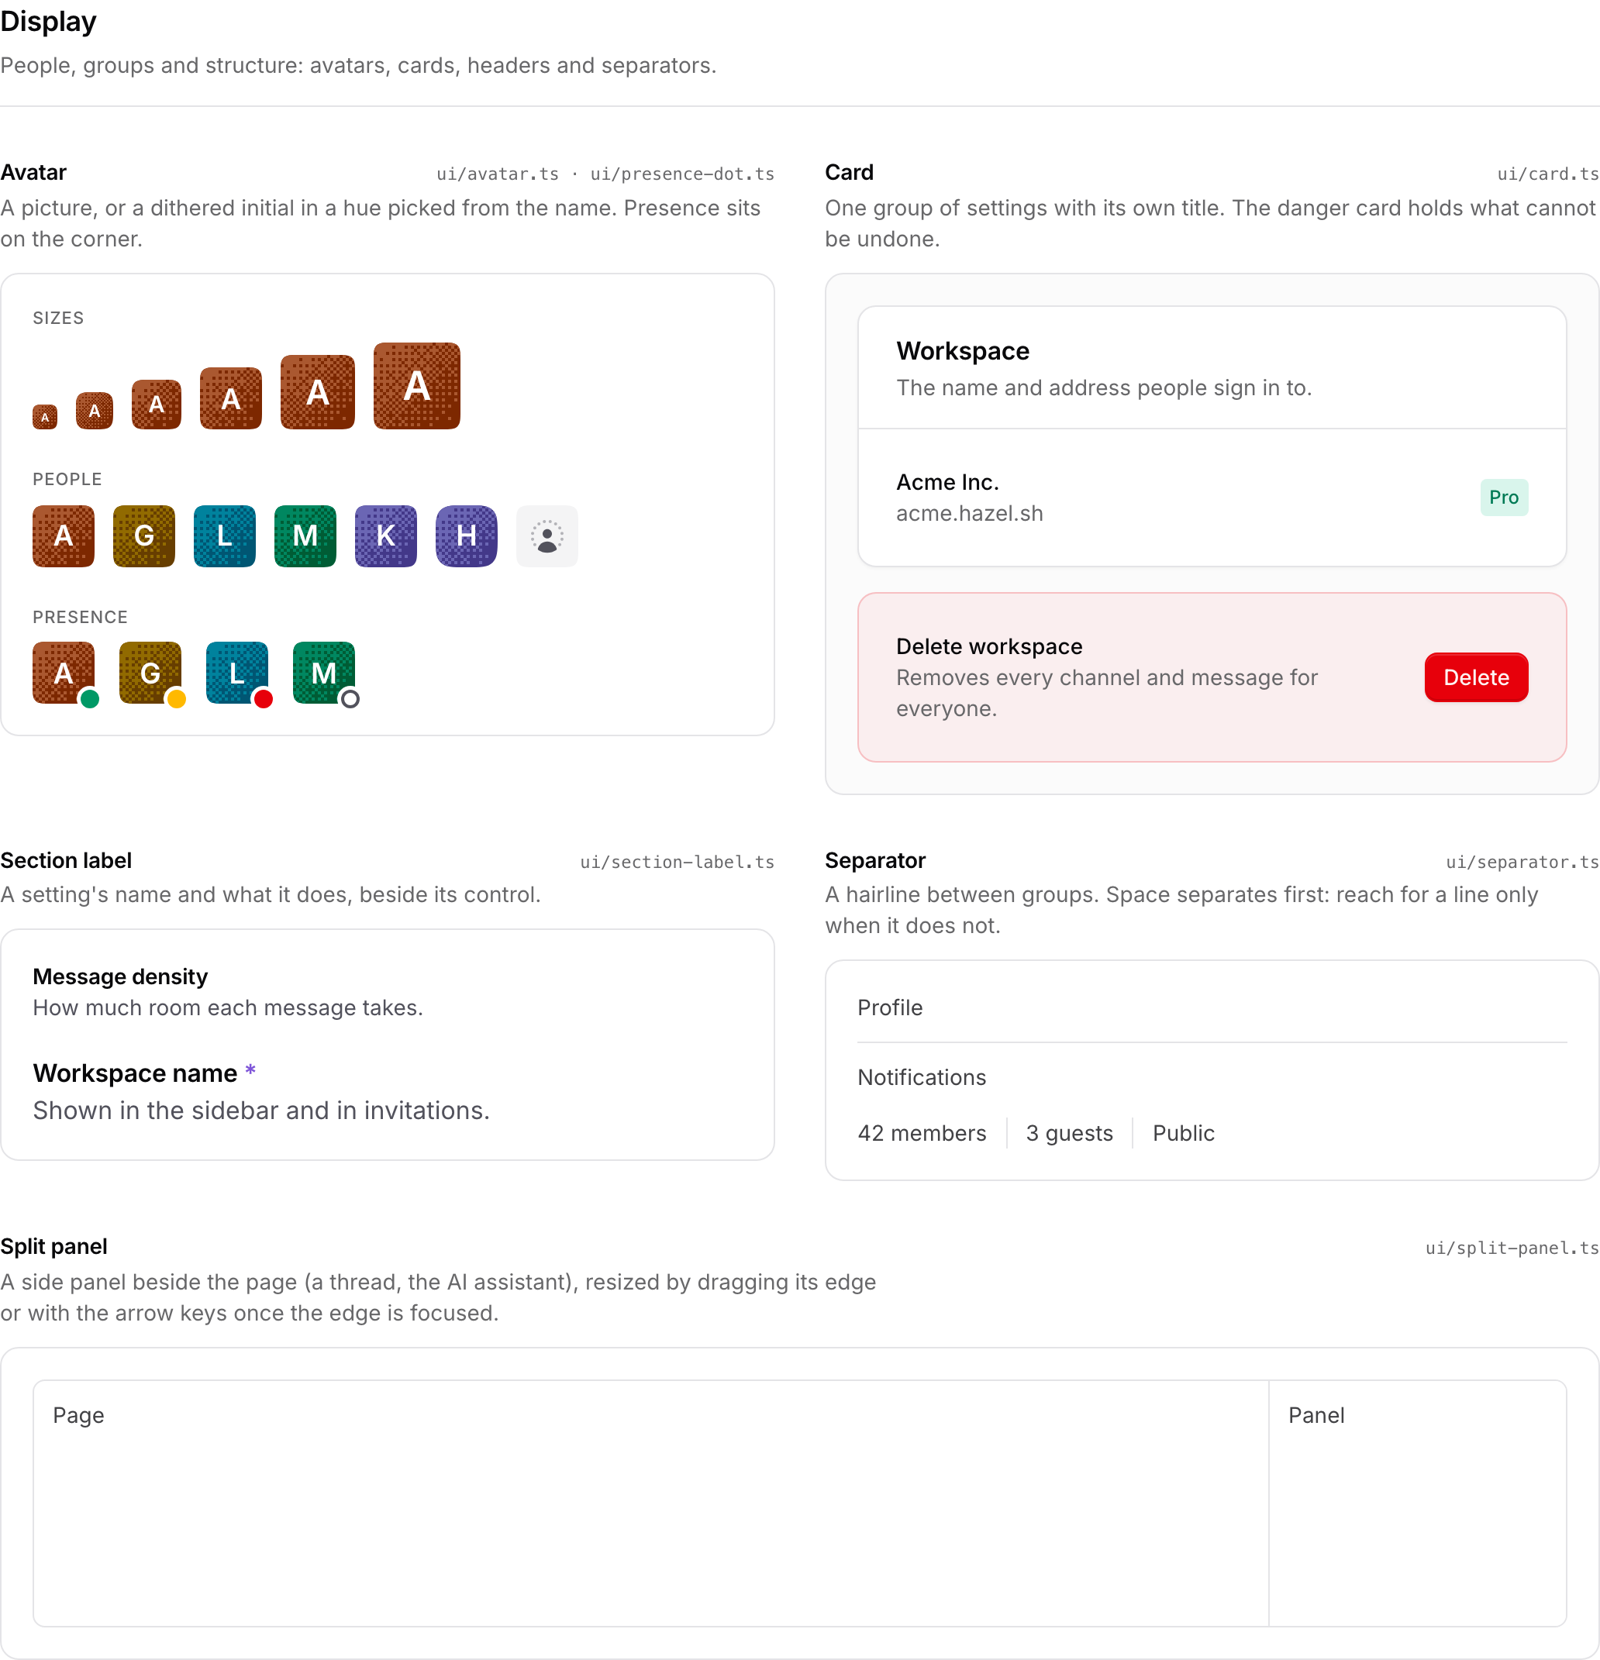 Display
People, groups and structure: avatars, cards, headers and separators.
Avatar
ui/avatar.ts · ui/presence-dot.ts
A picture, or a dithered initial in a hue picked from the name. Presence sits
on the corner.
SIZES
A A A A A A
PEOPLE
A G L M K H
PRESENCE
A G L M
Card
ui/card.ts
One group of settings with its own title. The danger card holds what cannot
be undone.
Workspace
The name and address people sign in to.
Acme Inc.
acme.hazel.sh
Pro
Delete workspace
Removes every channel and message for
everyone.
Delete
Section label
ui/section-label.ts
A setting's name and what it does, beside its control.
Message density
How much room each message takes.
Workspace name *
Shown in the sidebar and in invitations.
Separator
ui/separator.ts
A hairline between groups. Space separates first: reach for a line only
when it does not.
Profile
Notifications
42 members
3 guests
Public
Split panel
ui/split-panel.ts
A side panel beside the page (a thread, the AI assistant), resized by dragging its edge
or with the arrow keys once the edge is focused.
Page
Panel